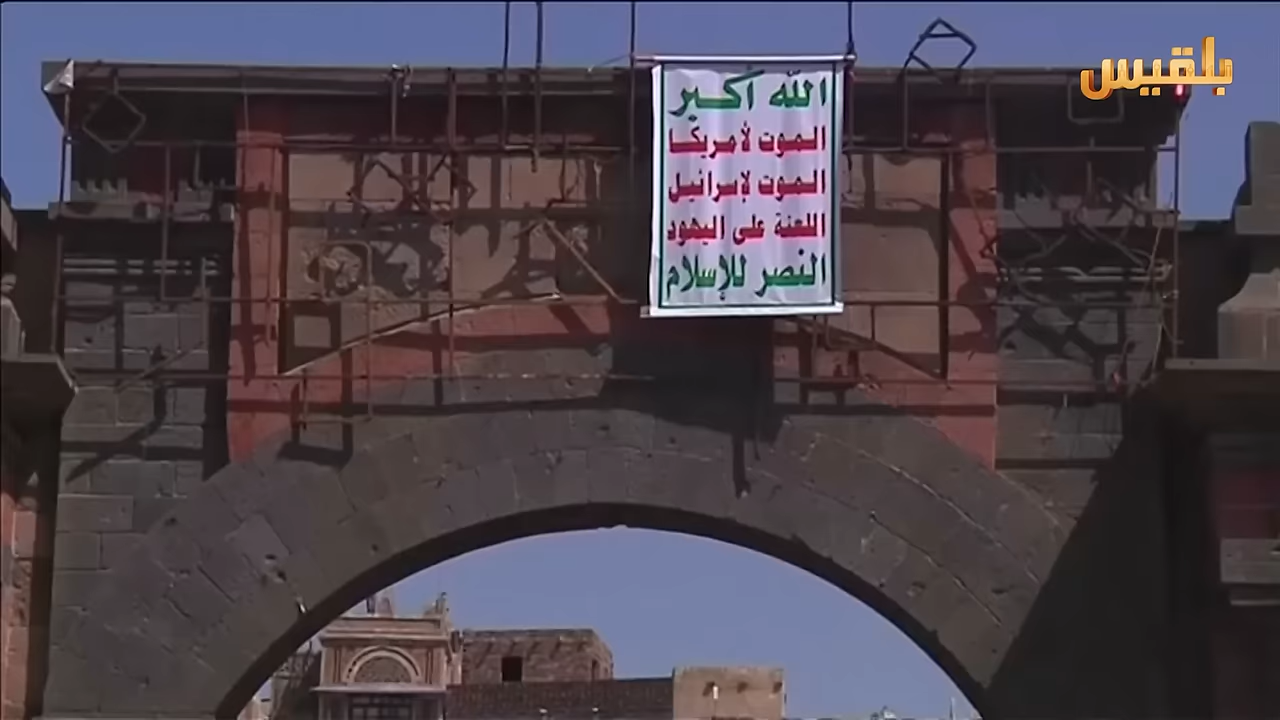 بلقيس
الله أكبر
الموت لأمريكا
الموت لإسرائيل
اللعنة على اليهود
النصر للإسلام